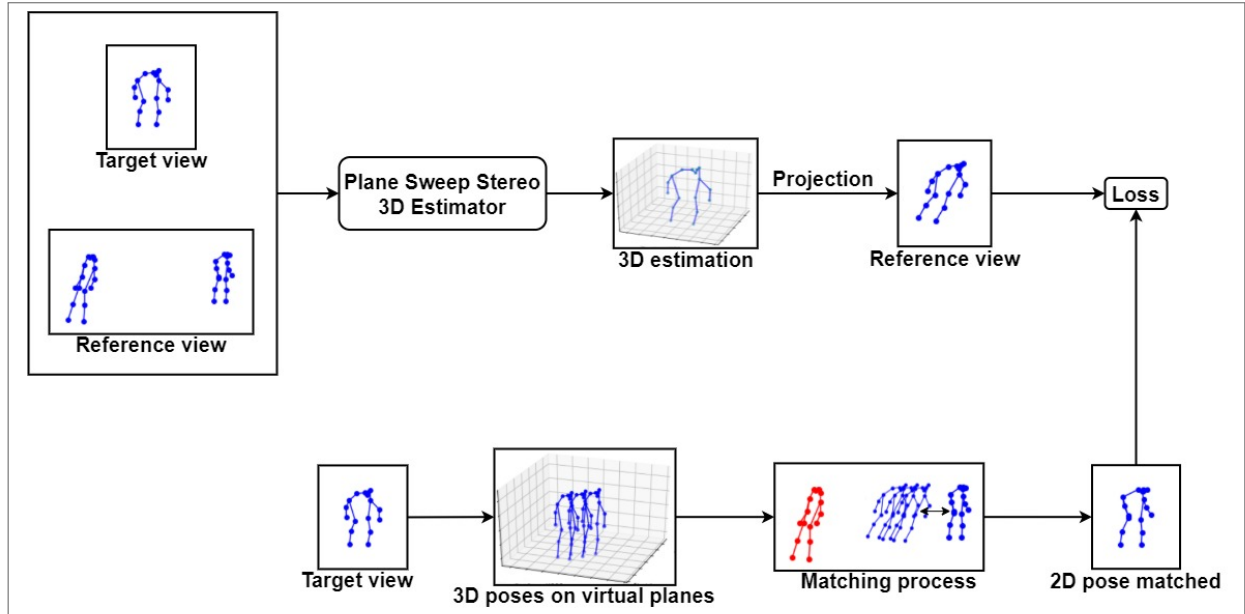 Target view
Reference view
Plane Sweep Stereo
3D Estimator
3D estimation
Projection
Reference view
Loss
Target view
3D poses on virtual planes
Matching process
2D pose matched